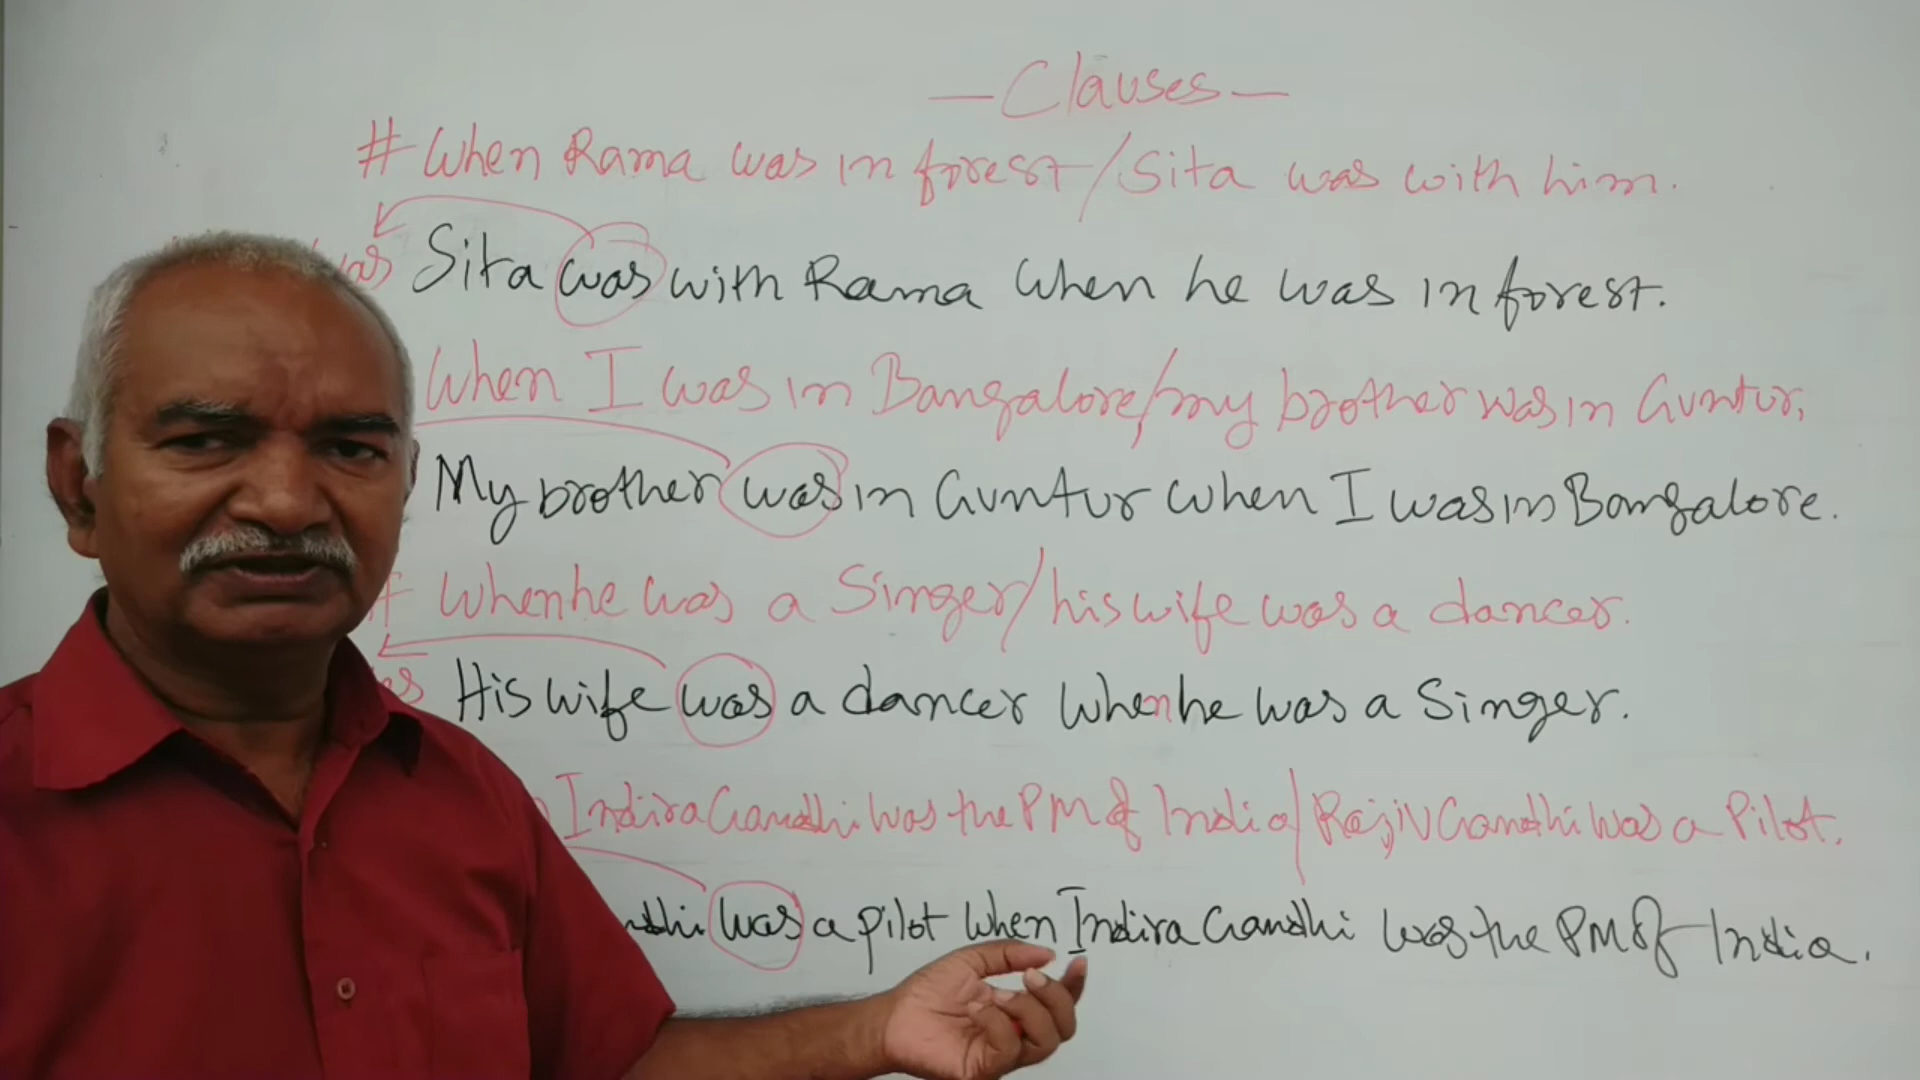 — Clauses —
# When Rama was in forest/Sita was with him.
Sita was with Rama when he was in forest.
When I was in Bangalore,/my brother was in Guntur.
My brother was in Guntur when I was in Bangalore.
When he was a Singer/his wife was a dancer.
His wife was a dancer when he was a Singer.
Indira Gandhi was the PM of India/Rajiv Gandhi was a Pilot.
was a pilot when Indira Gandhi was the PM of India.